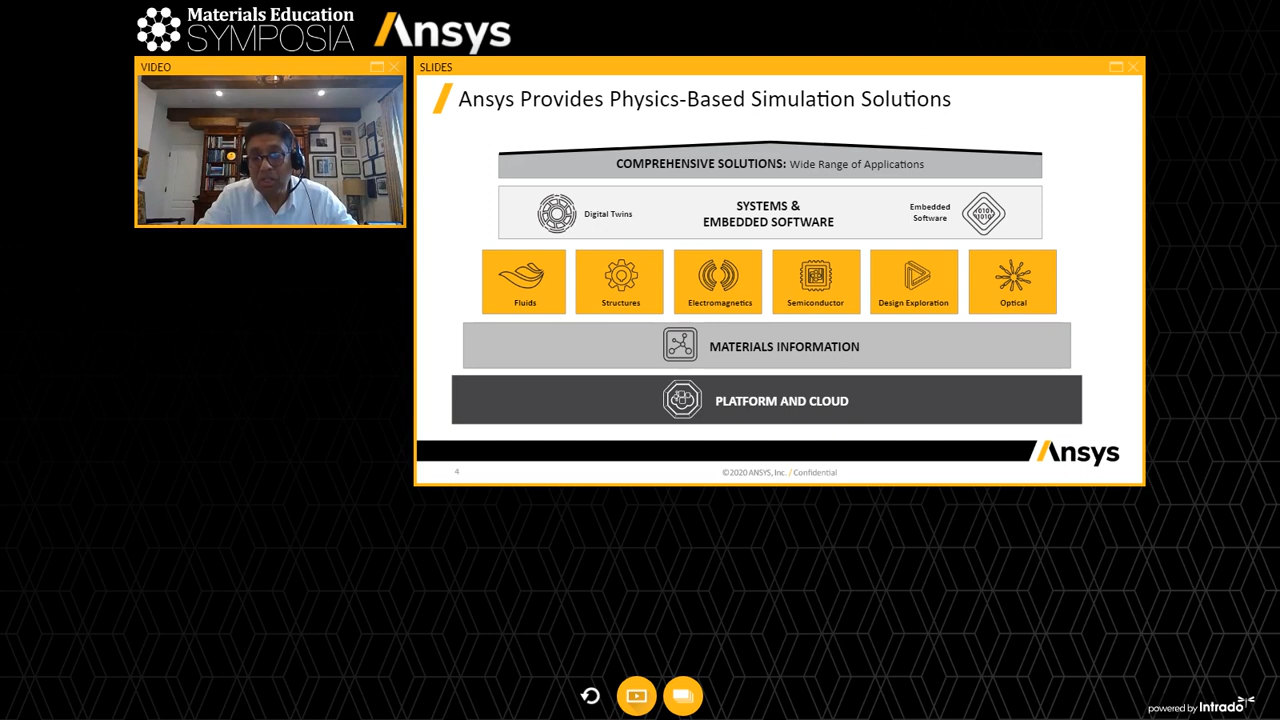 Materials Education
SYMPOSIA
Ansys
VIDEO
SLIDES
Ansys Provides Physics-Based Simulation Solutions
COMPREHENSIVE SOLUTIONS: Wide Range of Applications
Digital Twins
SYSTEMS &
EMBEDDED SOFTWARE
Embedded
Software
Fluids
Structures
Electromagnetics
Semiconductor
Design Exploration
Optical
MATERIALS INFORMATION
PLATFORM AND CLOUD
Ansys
4
©2020 ANSYS, Inc. / Confidential
powered by Intrado